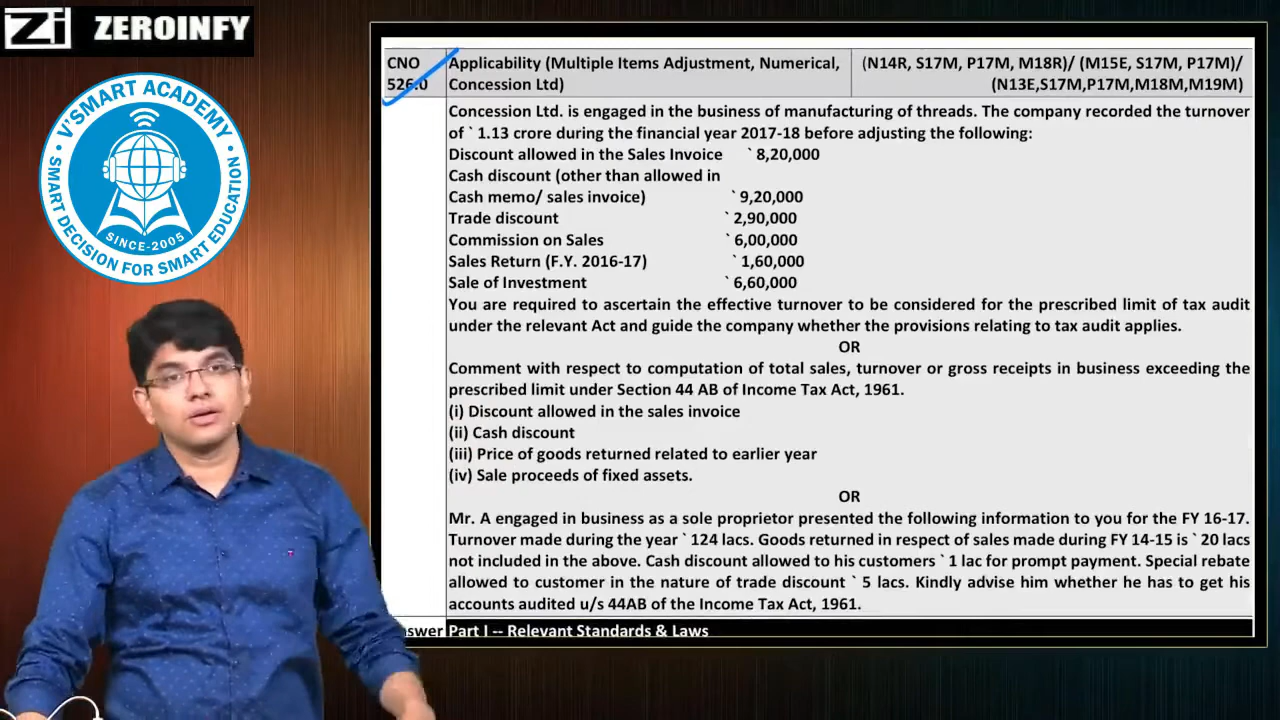 Zi ZEROINFY
V'SMART ACADEMY
SINCE-2005
SMART DECISION FOR SMART EDUCATION
CNO
526.0
Applicability (Multiple Items Adjustment, Numerical,
Concession Ltd)
(N14R, S17M, P17M, M18R)/ (M15E, S17M, P17M)/
(N13E,S17M,P17M,M18M,M19M)
Concession Ltd. is engaged in the business of manufacturing of threads. The company recorded the turnover
of ` 1.13 crore during the financial year 2017-18 before adjusting the following:
Discount allowed in the Sales Invoice ` 8,20,000
Cash discount (other than allowed in
Cash memo/ sales invoice) ` 9,20,000
Trade discount ` 2,90,000
Commission on Sales ` 6,00,000
Sales Return (F.Y. 2016-17) ` 1,60,000
Sale of Investment ` 6,60,000
You are required to ascertain the effective turnover to be considered for the prescribed limit of tax audit
under the relevant Act and guide the company whether the provisions relating to tax audit applies.
OR
Comment with respect to computation of total sales, turnover or gross receipts in business exceeding the
prescribed limit under Section 44 AB of Income Tax Act, 1961.
(i) Discount allowed in the sales invoice
(ii) Cash discount
(iii) Price of goods returned related to earlier year
(iv) Sale proceeds of fixed assets.
OR
Mr. A engaged in business as a sole proprietor presented the following information to you for the FY 16-17.
Turnover made during the year ` 124 lacs. Goods returned in respect of sales made during FY 14-15 is ` 20 lacs
not included in the above. Cash discount allowed to his customers ` 1 lac for prompt payment. Special rebate
allowed to customer in the nature of trade discount ` 5 lacs. Kindly advise him whether he has to get his
accounts audited u/s 44AB of the Income Tax Act, 1961.
swer Part I -- Relevant Standards & Laws